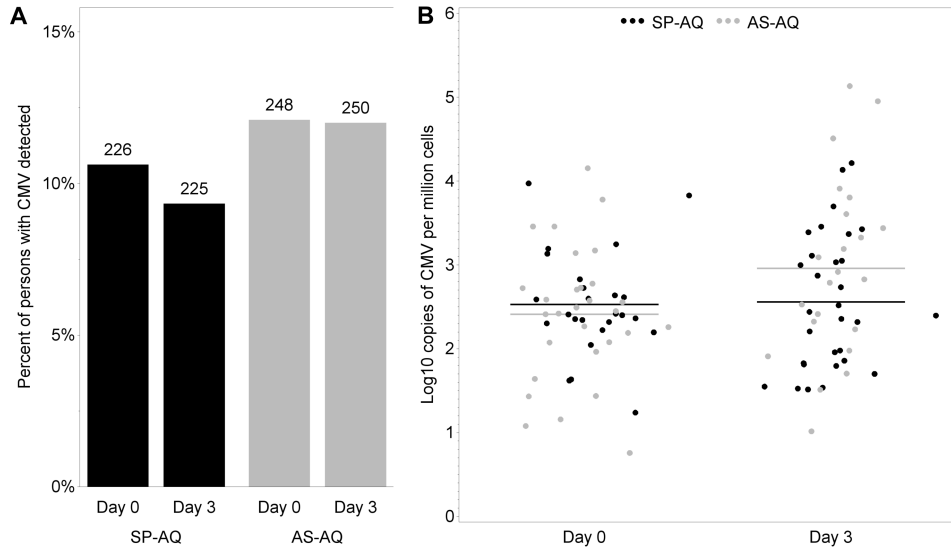 A
Percent of persons with CMV detected
15%
10%
5%
0%
226
225
248
250
Day 0
Day 3
Day 0
Day 3
SP-AQ
AS-AQ
B
SP-AQ
AS-AQ
Log10 copies of CMV per million cells
6
5
4
3
2
1
0
Day 0
Day 3